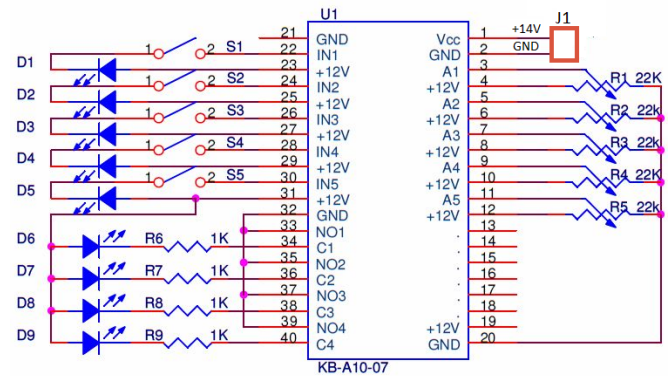 U1
J1
+14V
GND
21 GND Vcc 1
1 2 S1 22 IN1 GND 2
D1 23 +12V A1 3
1 2 S2 24 IN2 +12V 4 R1 22K
D2 25 +12V A2 5
1 2 S3 26 IN3 +12V 6 R2 22k
D3 27 +12V A3 7
1 2 S4 28 IN4 +12V 8 R3 22k
D4 29 +12V A4 9
1 2 S5 30 IN5 +12V 10 R4 22K
D5 31 +12V A5 11
32 GND +12V 12 R5 22k
33 NO1 . 13
D6 R6 1K 34 C1 . 14
35 NO2 . 15
D7 R7 1K 36 C2 . 16
37 NO3 . 17
D8 R8 1K 38 C3 . 18
39 NO4 +12V 19
D9 R9 1K 40 C4 GND 20
KB-A10-07